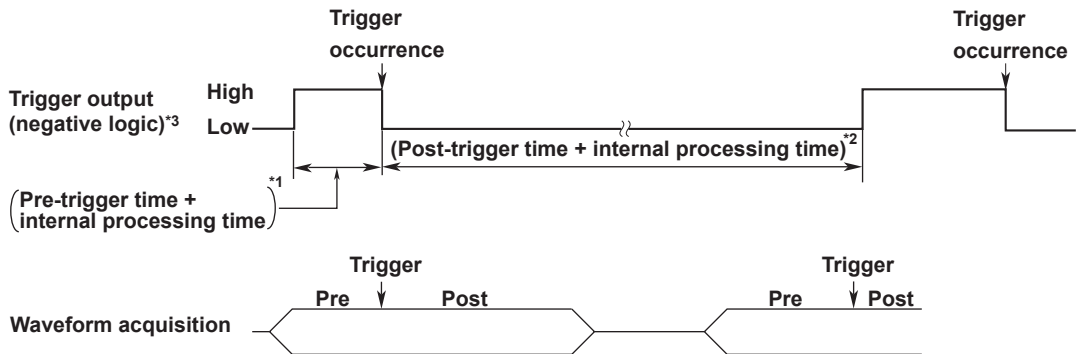 Trigger
occurrence
Trigger
occurrence
Trigger output
(negative logic)*3
High
Low
(Post-trigger time + internal processing time)*2
(Pre-trigger time +
internal processing time)*1
Trigger
Trigger
Pre
Post
Pre
Post
Waveform acquisition